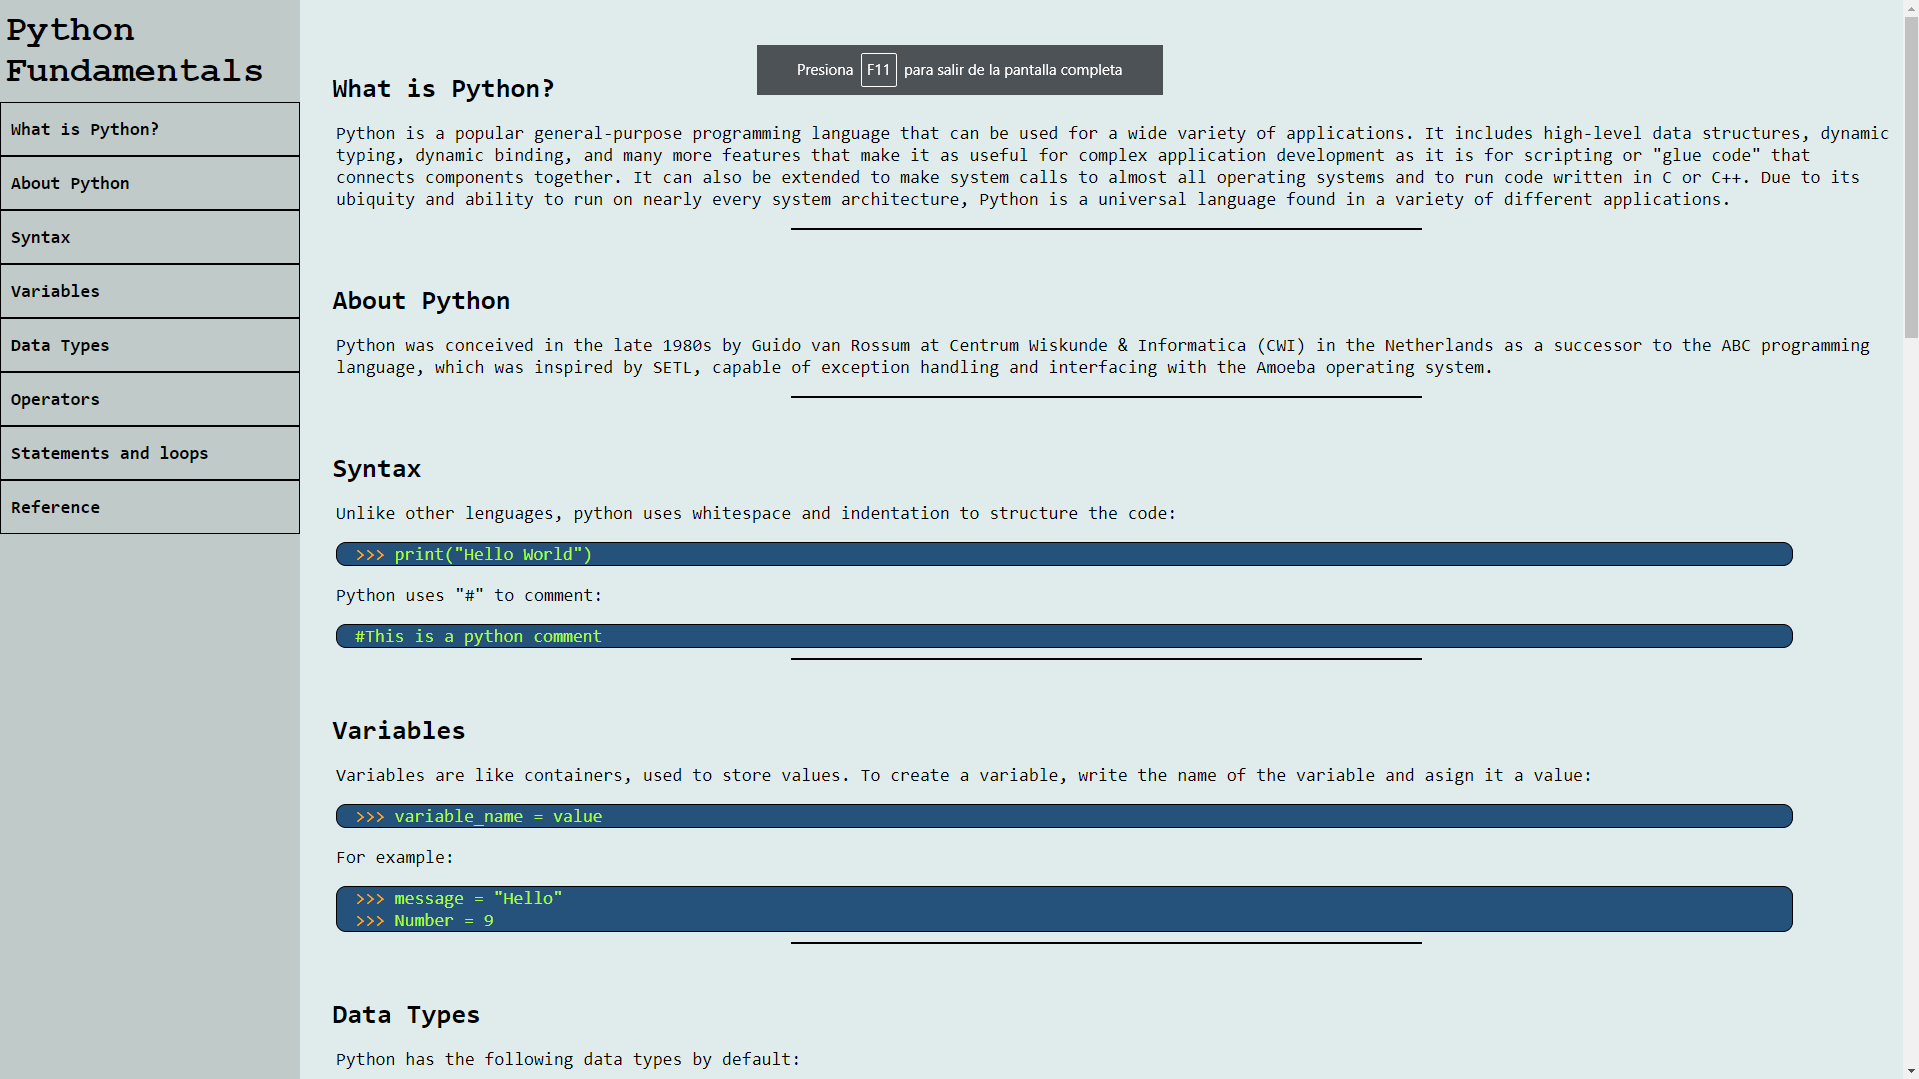 Python
Fundamentals
What is Python?
About Python
Syntax
Variables
Data Types
Operators
Statements and loops
Reference
Presiona F11 para salir de la pantalla completa
What is Python?
Python is a popular general-purpose programming language that can be used for a wide variety of applications. It includes high-level data structures, dynamic
typing, dynamic binding, and many more features that make it as useful for complex application development as it is for scripting or "glue code" that
connects components together. It can also be extended to make system calls to almost all operating systems and to run code written in C or C++. Due to its
ubiquity and ability to run on nearly every system architecture, Python is a universal language found in a variety of different applications.
About Python
Python was conceived in the late 1980s by Guido van Rossum at Centrum Wiskunde & Informatica (CWI) in the Netherlands as a successor to the ABC programming
language, which was inspired by SETL, capable of exception handling and interfacing with the Amoeba operating system.
Syntax
Unlike other lenguages, python uses whitespace and indentation to structure the code:
>>> print("Hello World")
Python uses "#" to comment:
#This is a python comment
Variables
Variables are like containers, used to store values. To create a variable, write the name of the variable and asign it a value:
>>> variable_name = value
For example:
>>> message = "Hello"
>>> Number = 9
Data Types
Python has the following data types by default: